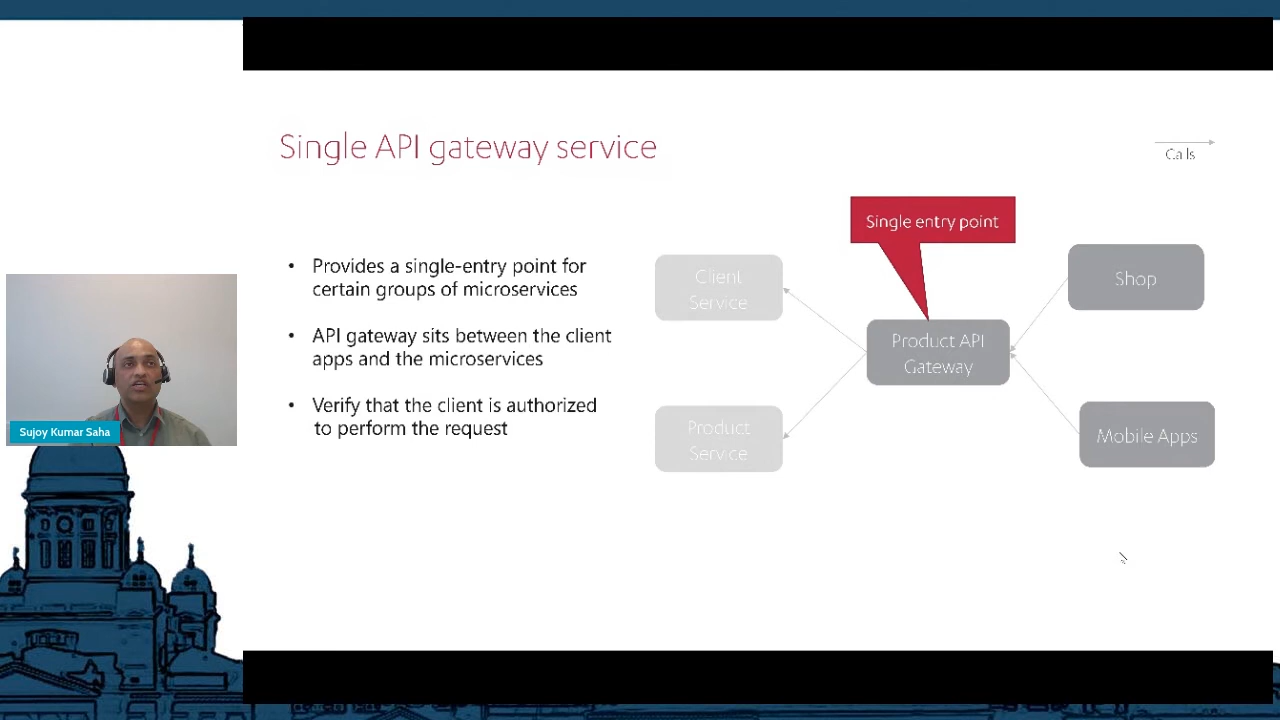 Single API gateway service
Calls
Single entry point
• Provides a single-entry point for
certain groups of microservices
• API gateway sits between the client
apps and the microservices
• Verify that the client is authorized
to perform the request
Client
Service
Product
Service
Product API
Gateway
Shop
Mobile Apps
Sujoy Kumar Saha